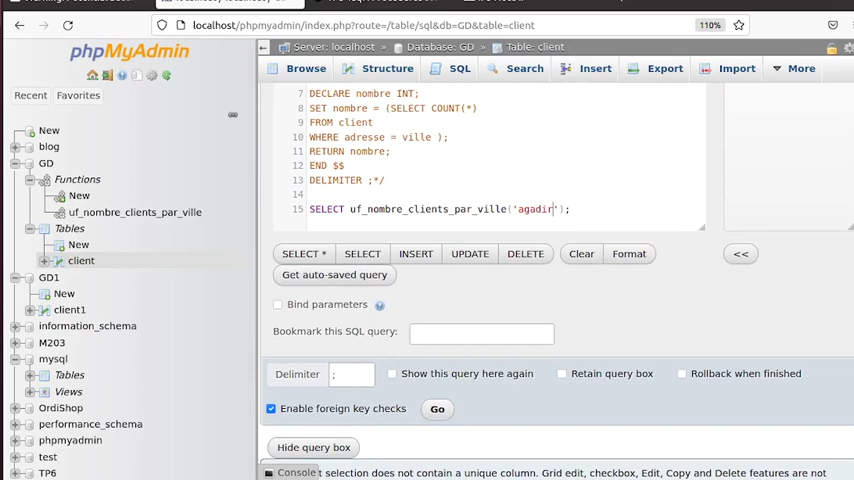 localhost/phpmyadmin/index.php?route=/table/sql&db=GD&table=client
110%
phpMyAdmin
Recent
Favorites
New
blog
GD
Functions
New
uf_nombre_clients_par_ville
Tables
New
client
GD1
New
client1
information_schema
M203
mysql
Tables
Views
OrdiShop
performance_schema
phpmyadmin
test
TP6
Server: localhost » Database: GD » Table: client
Browse
Structure
SQL
Search
Insert
Export
Import
More
7 DECLARE nombre INT;
8 SET nombre = (SELECT COUNT(*)
9 FROM client
10 WHERE adresse = ville );
11 RETURN nombre;
12 END $$
13 DELIMITER ;*/
14
15 SELECT uf_nombre_clients_par_ville('agadir');
SELECT *
SELECT
INSERT
UPDATE
DELETE
Clear
Format
<<
Get auto-saved query
Bind parameters
Bookmark this SQL query:
Delimiter ;
Show this query here again
Retain query box
Rollback when finished
Enable foreign key checks
Go
Hide query box
Console
t selection does not contain a unique column. Grid edit, checkbox, Edit, Copy and Delete features are not